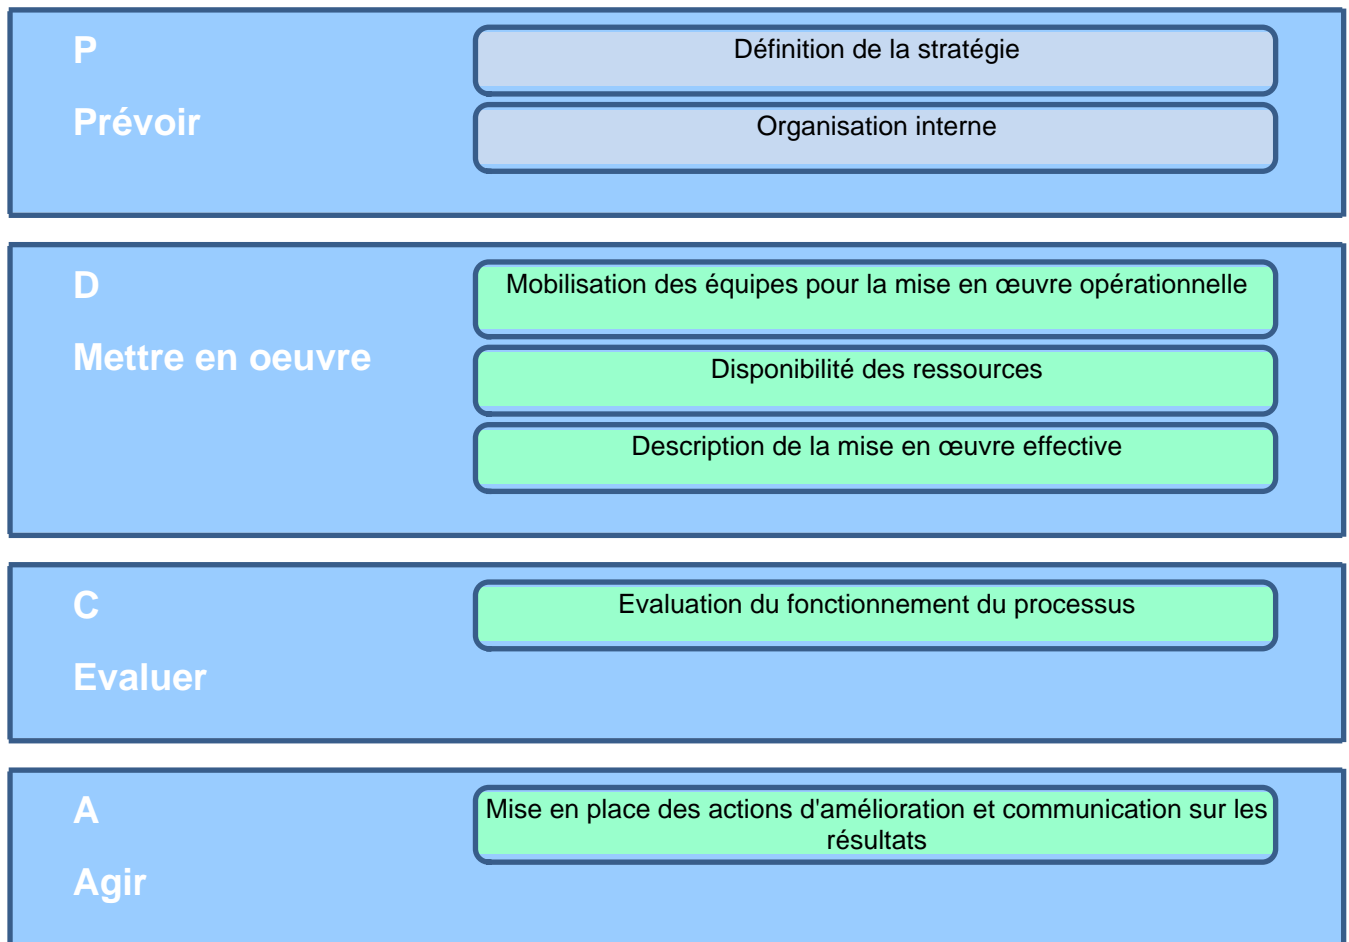 P
Prévoir
Définition de la stratégie
Organisation interne
D
Mettre en oeuvre
Mobilisation des équipes pour la mise en œuvre opérationnelle
Disponibilité des ressources
Description de la mise en œuvre effective
C
Evaluer
Evaluation du fonctionnement du processus
A
Agir
Mise en place des actions d'amélioration et communication sur les
résultats